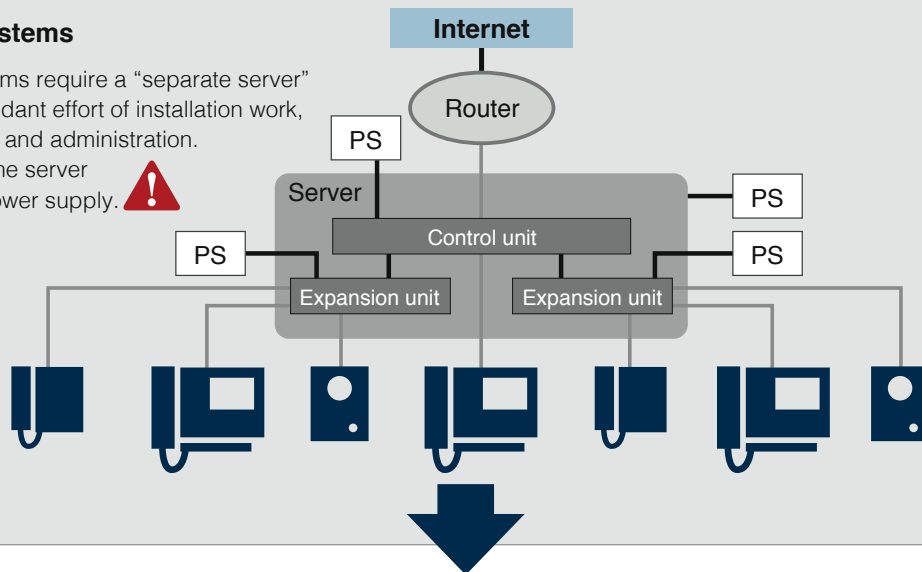 stems
ms require a “separate server”
dant effort of installation work,
and administration.
ne server
ower supply.
Internet
Router
PS
Server
PS
Control unit
PS
PS
Expansion unit
Expansion unit